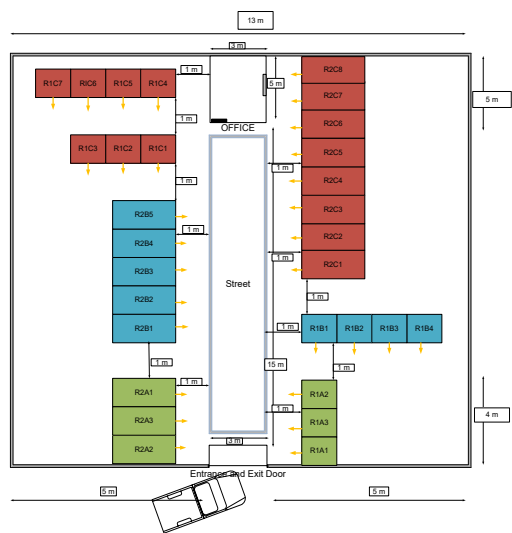 13 m
3 m
R1C7 RIC6 R1C5 R1C4
1 m
5 m
R2C8
R2C7
R2C6
R2C5
R2C4
R2C3
R2C2
R2C1
5 m
OFFICE
1 m
R1C3 R1C2 R1C1
1 m
1 m
R2B5
R2B4
R2B3
R2B2
R2B1
1 m
1 m
Street
1 m
1 m
R1B1 R1B2 R1B3 R1B4
1 m
1 m
15 m
1 m
R2A1
R2A3
R2A2
1 m
1 m
R1A2
R1A3
R1A1
4 m
3 m
Entrance and Exit Door
5 m
5 m